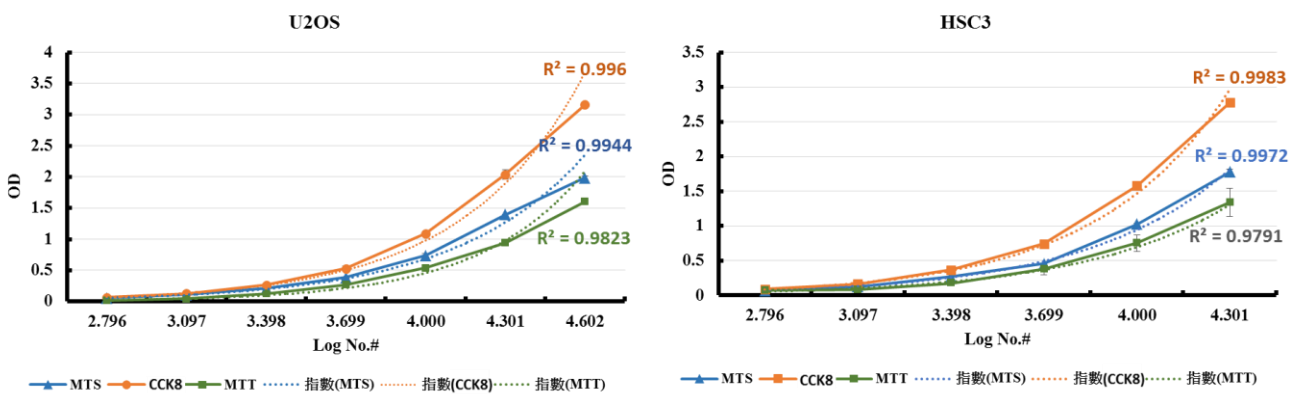 U2OS
4
3.5
3
2.5
2
1.5
1
0.5
0
OD
R² = 0.996
R² = 0.9944
R² = 0.9823
2.796 3.097 3.398 3.699 4.000 4.301 4.602
Log No.#
MTS CCK8 MTT 指數(MTS) 指數(CCK8) 指數(MTT)
HSC3
3.5
3
2.5
2
1.5
1
0.5
0
OD
R² = 0.9983
R² = 0.9972
R² = 0.9791
2.796 3.097 3.398 3.699 4.000 4.301
Log No.#
MTS CCK8 MTT 指數(MTS) 指數(CCK8) 指數(MTT)